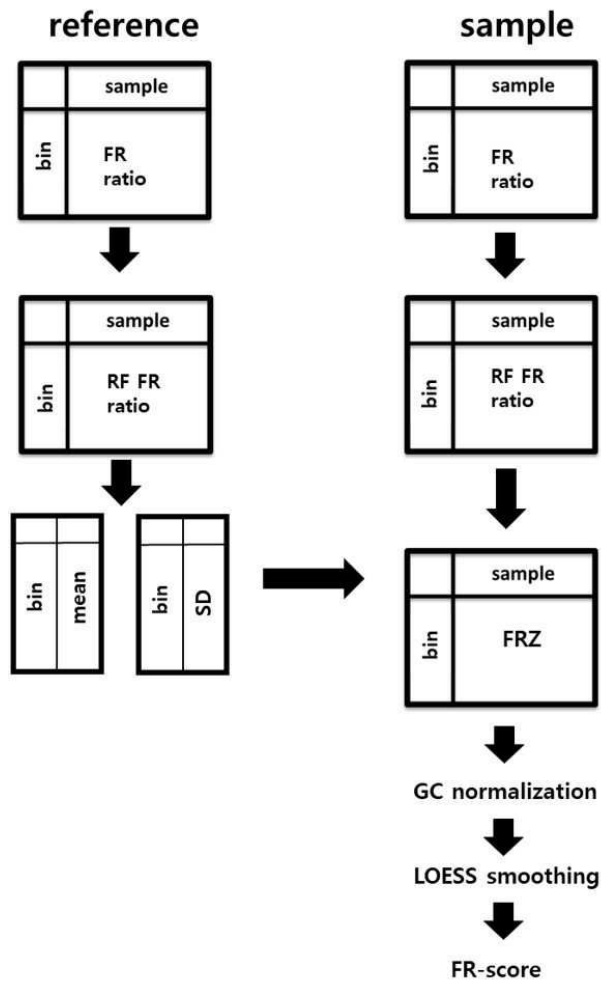 reference
sample
bin
FR
ratio
sample
bin
RF FR
ratio
bin
mean
bin
SD
sample
sample
bin
FR
ratio
sample
bin
RF FR
ratio
sample
bin
FRZ
GC normalization
LOESS smoothing
FR-score